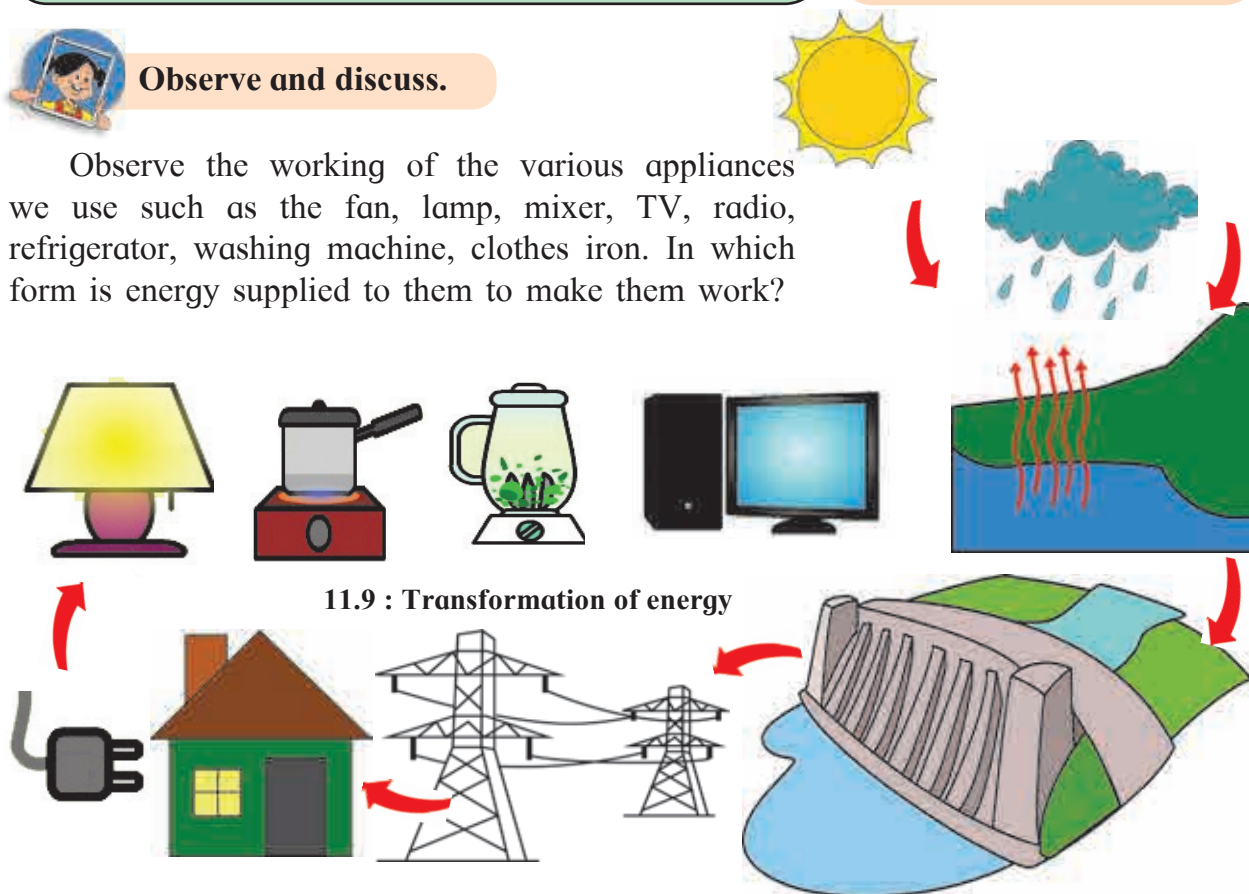 Observe and discuss.
Observe the working of the various appliances
we use such as the fan, lamp, mixer, TV, radio,
refrigerator, washing machine, clothes iron. In which
form is energy supplied to them to make them work?
11.9 : Transformation of energy